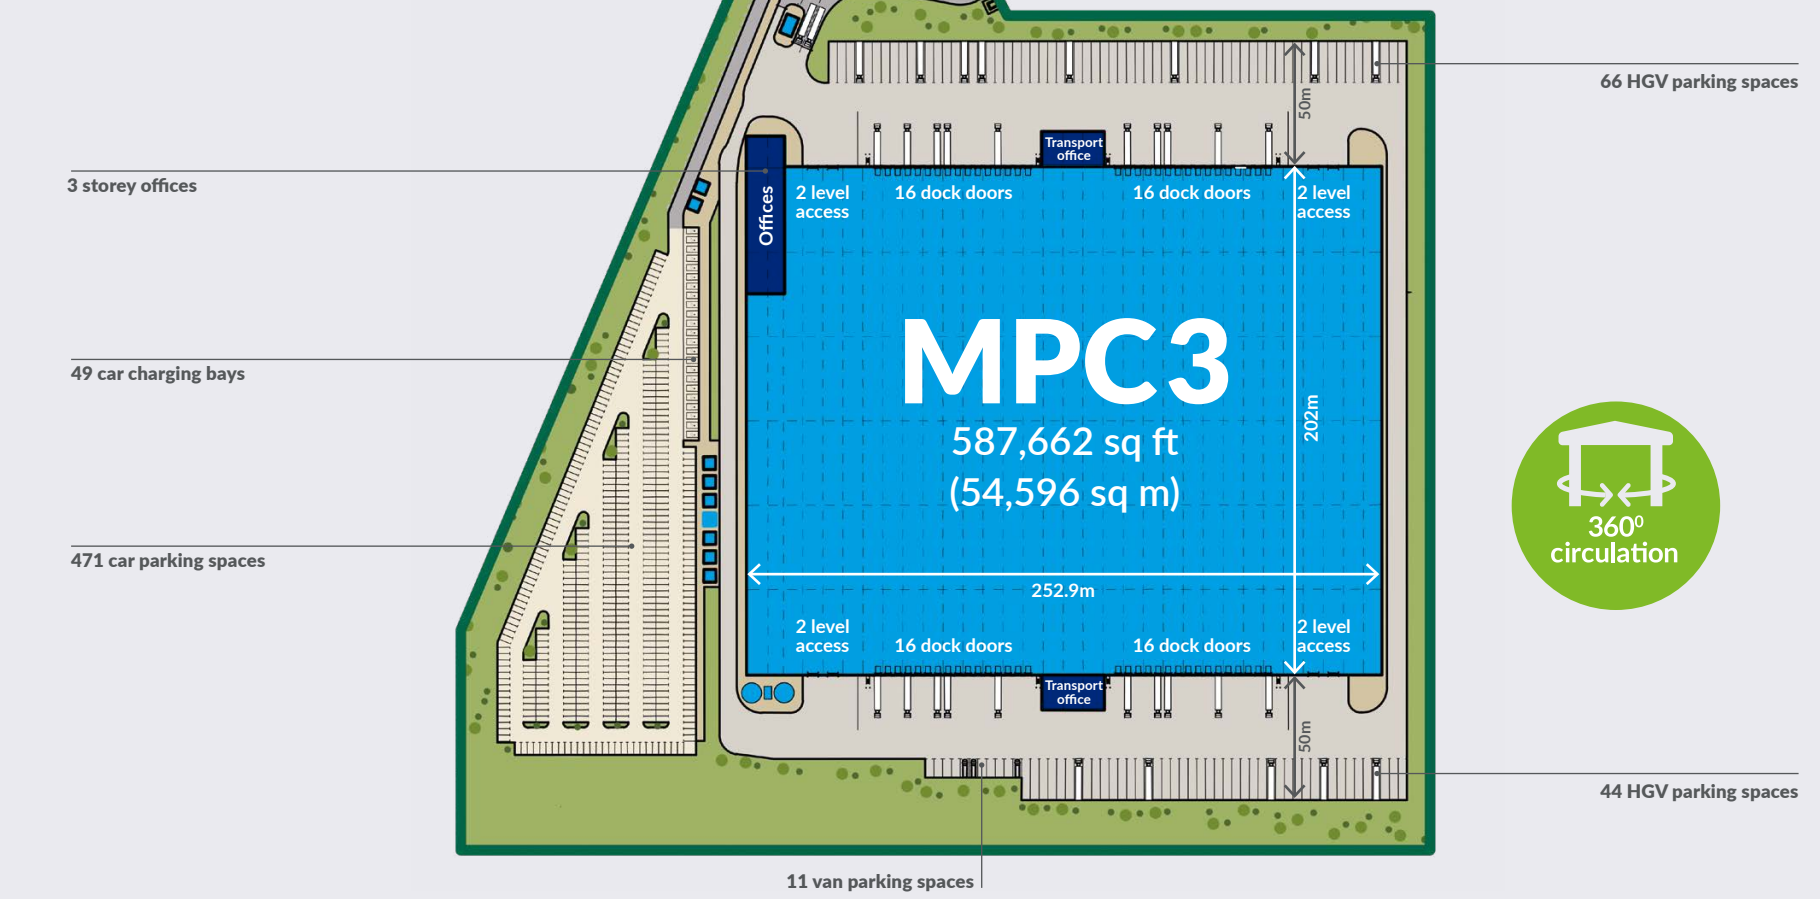 66 HGV parking spaces
50m
Transport
office
3 storey offices
Offices
2 level
access
16 dock doors
16 dock doors
2 level
access
MPC3
587,662 sq ft
(54,596 sq m)
202m
49 car charging bays
360⁰
circulation
471 car parking spaces
252.9m
2 level
access
16 dock doors
16 dock doors
2 level
access
Transport
office
50m
44 HGV parking spaces
11 van parking spaces